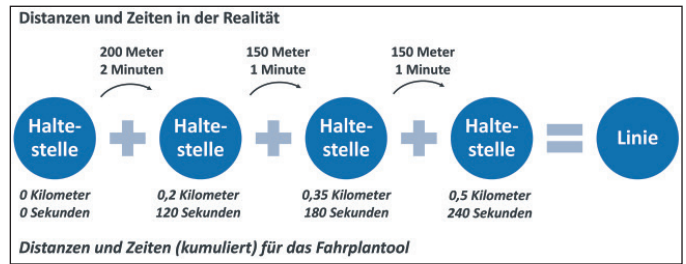 Distanzen und Zeiten in der Realität
200 Meter
2 Minuten
150 Meter
1 Minute
150 Meter
1 Minute
Halte-
stelle
+
Halte-
stelle
+
Halte-
stelle
+
Halte-
stelle
=
Linie
0 Kilometer
0 Sekunden
0,2 Kilometer
120 Sekunden
0,35 Kilometer
180 Sekunden
0,5 Kilometer
240 Sekunden
Distanzen und Zeiten (kumuliert) für das Fahrplantool